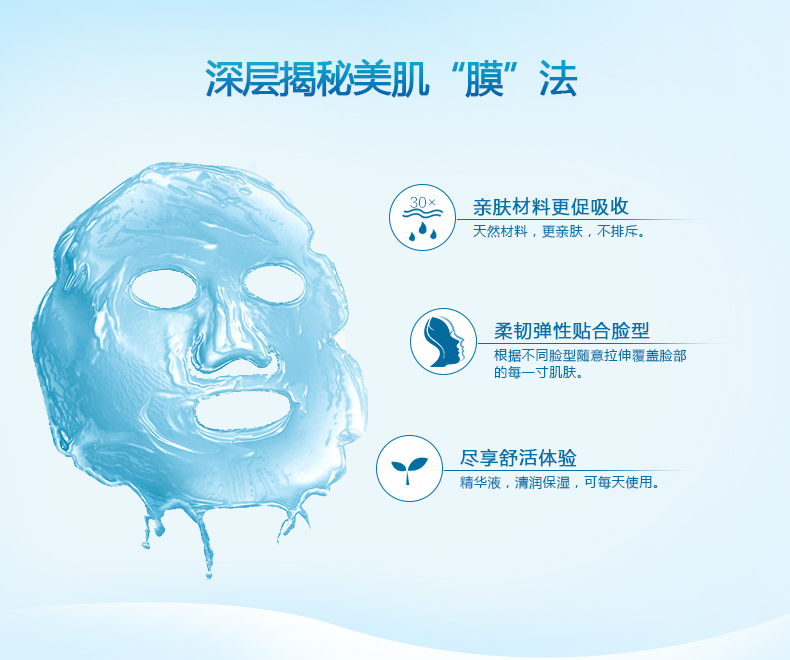 深层揭秘美肌“膜”法
30×
亲肤材料更促吸收
天然材料，更亲肤，不排斥。
柔韧弹性贴合脸型
根据不同脸型随意拉伸覆盖脸部
的每一寸肌肤。
尽享舒活体验
精华液，清润保湿，可每天使用。